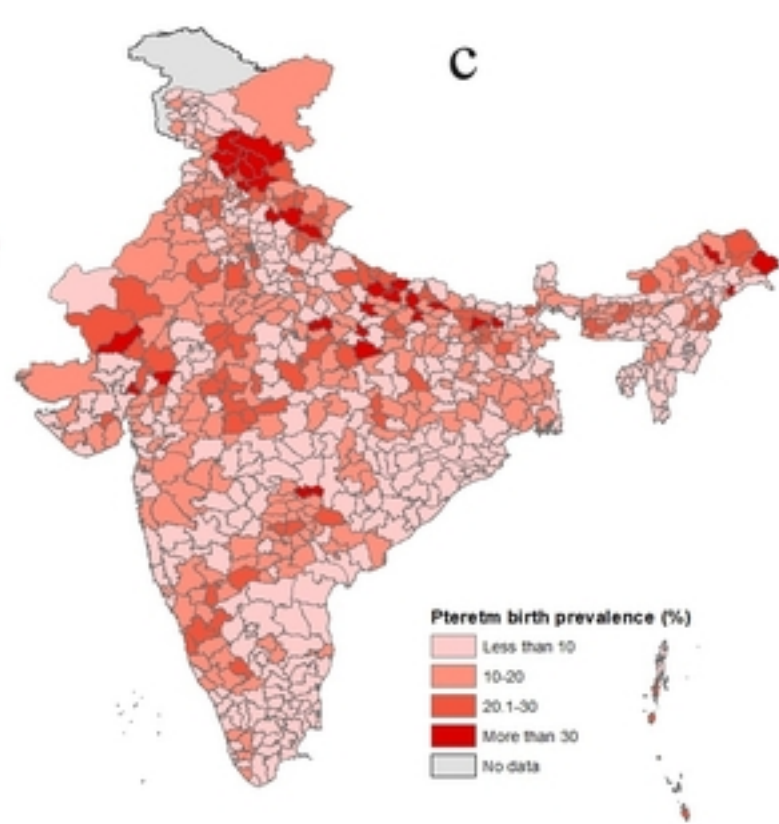 c
Pteretm birth prevalence (%)
Less than 10
10-20
20.1-30
More than 30
No data